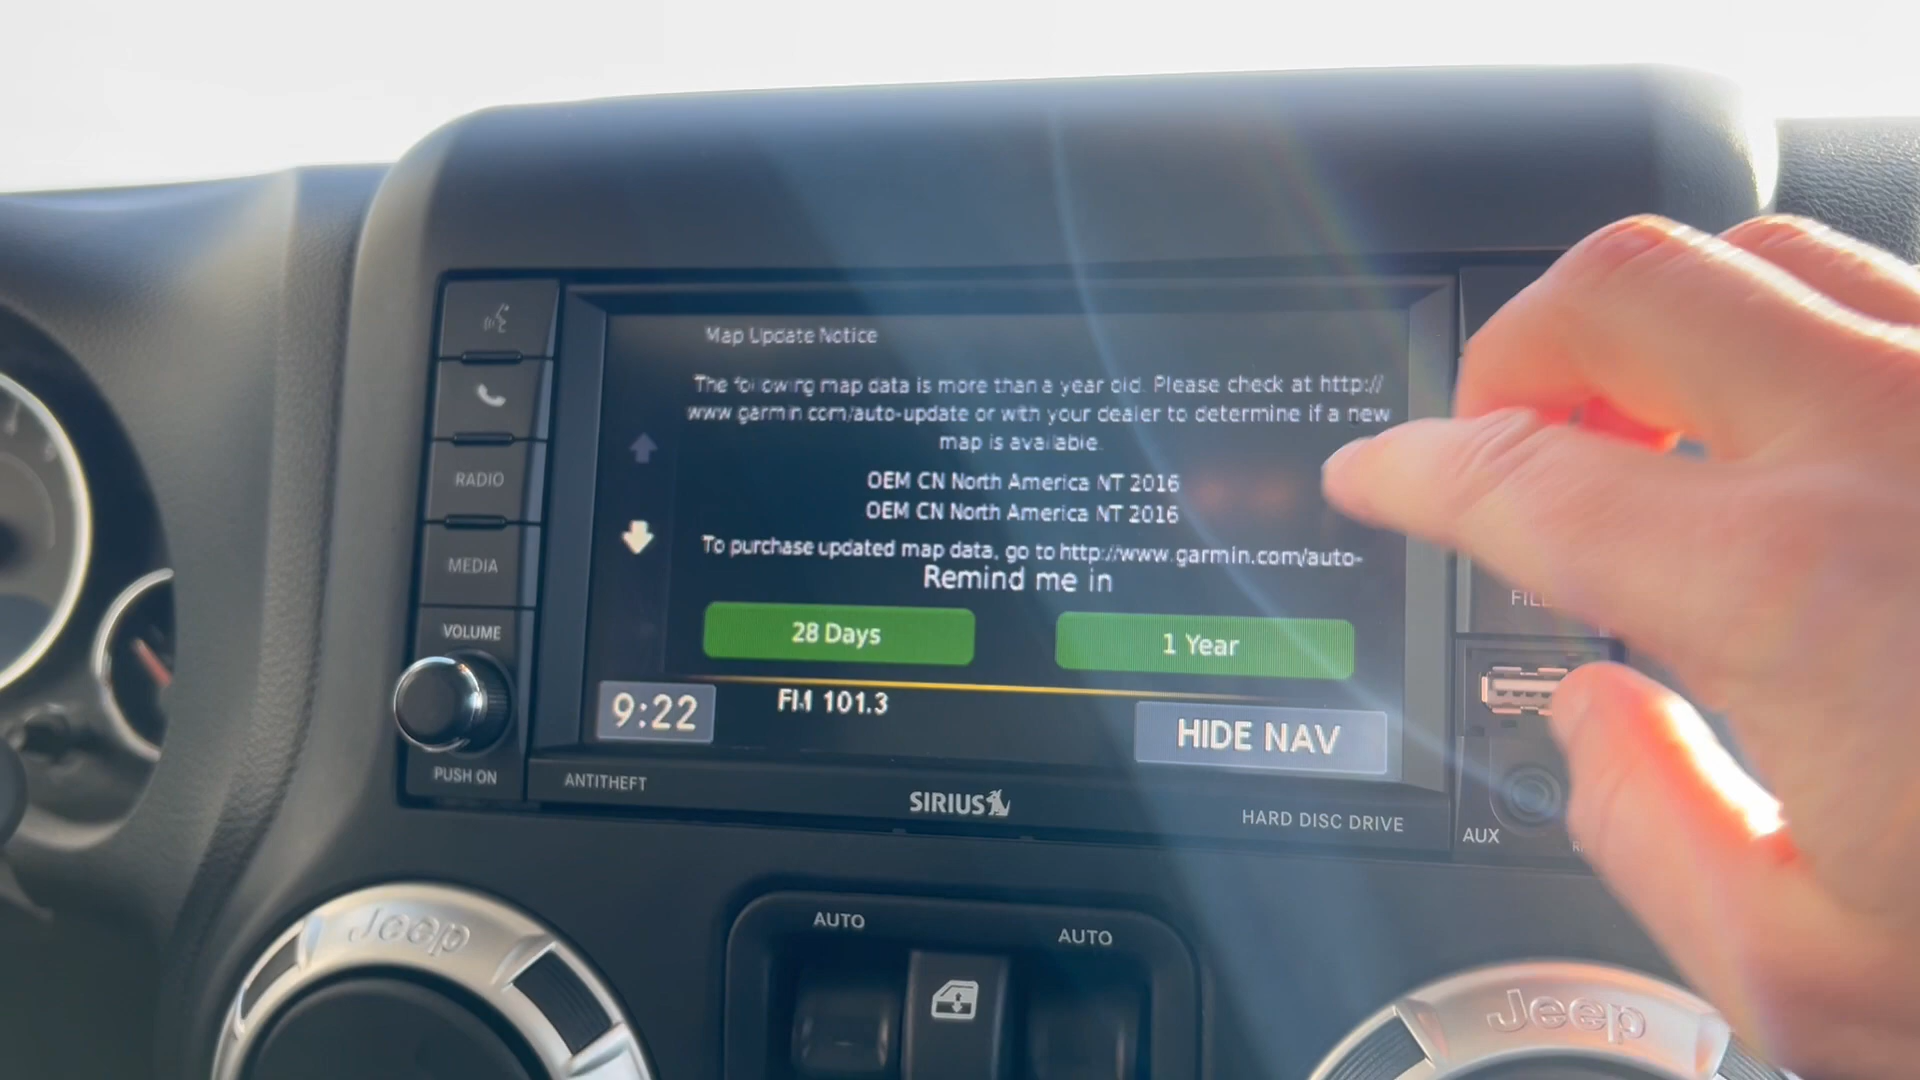 Map Update Notice
The following map data is more than a year old. Please check at http://
www.garmin.com/auto-update or with your dealer to determine if a new
map is available.
OEM CN North America NT 2016
OEM CN North America NT 2016
To purchase updated map data, go to http://www.garmin.com/auto-
Remind me in
28 Days
1 Year
9:22
FM 101.3
HIDE NAV
RADIO
MEDIA
VOLUME
PUSH ON
ANTITHEFT
SIRIUS
HARD DISC DRIVE
AUX
AUTO
AUTO
Jeep
Jeep